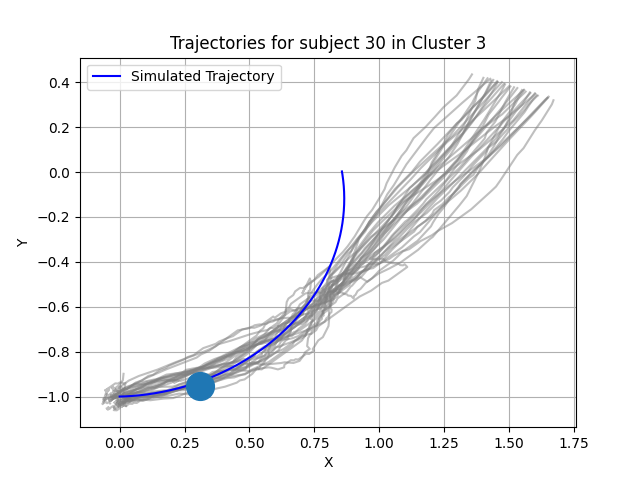 Trajectories for subject 30 in Cluster 3
Simulated Trajectory
0.4
0.2
0.0
−0.2
−0.4
−0.6
−0.8
−1.0
Y
0.00 0.25 0.50 0.75 1.00 1.25 1.50 1.75
X